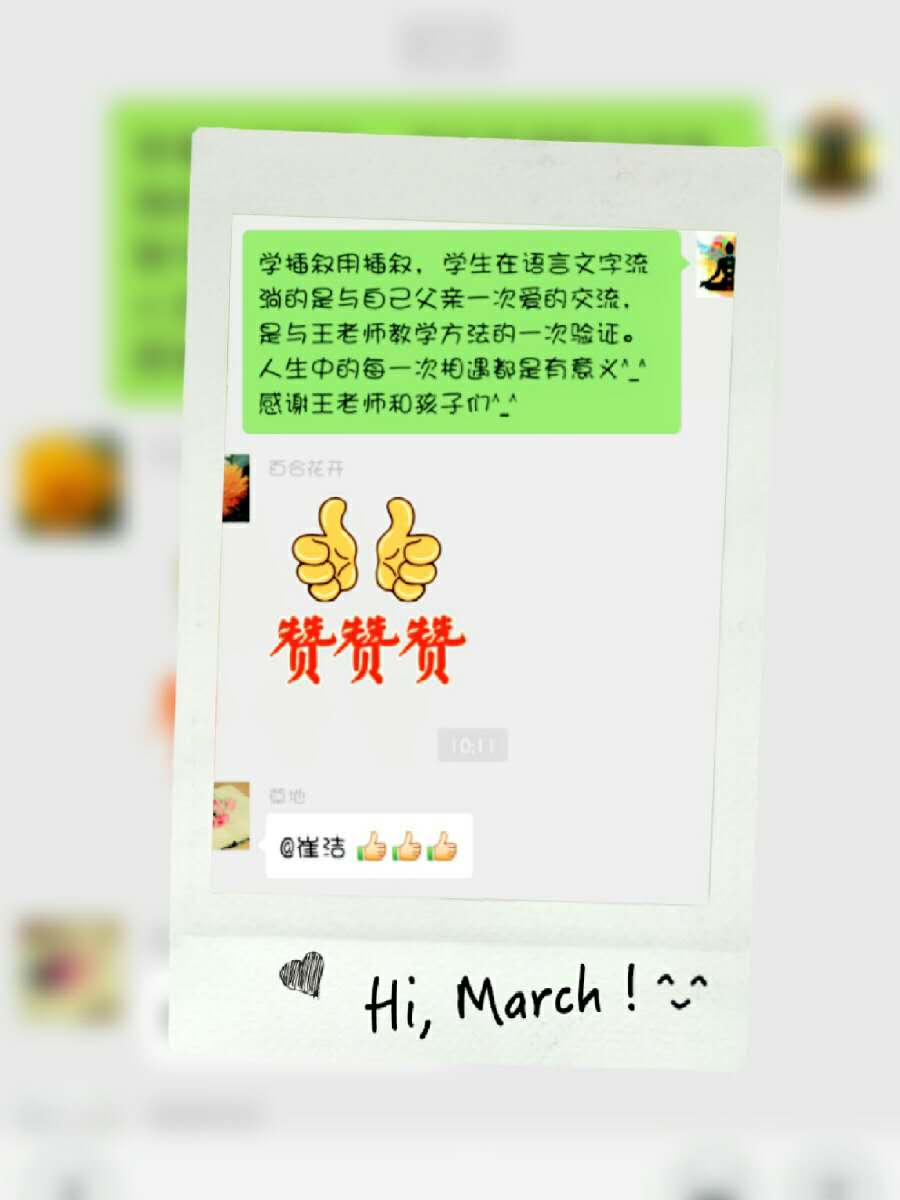 学插叙用插叙，学生在语言文字流
淌的是与自己父亲一次爱的交流，
是与王老师教学方法的一次验证。
人生中的每一次相遇都是有意义^_^
感谢王老师和孩子们^_^
百合花开
赞赞赞
10:11
草地
@崔洁 👍👍👍
Hi, March ! ^‿^